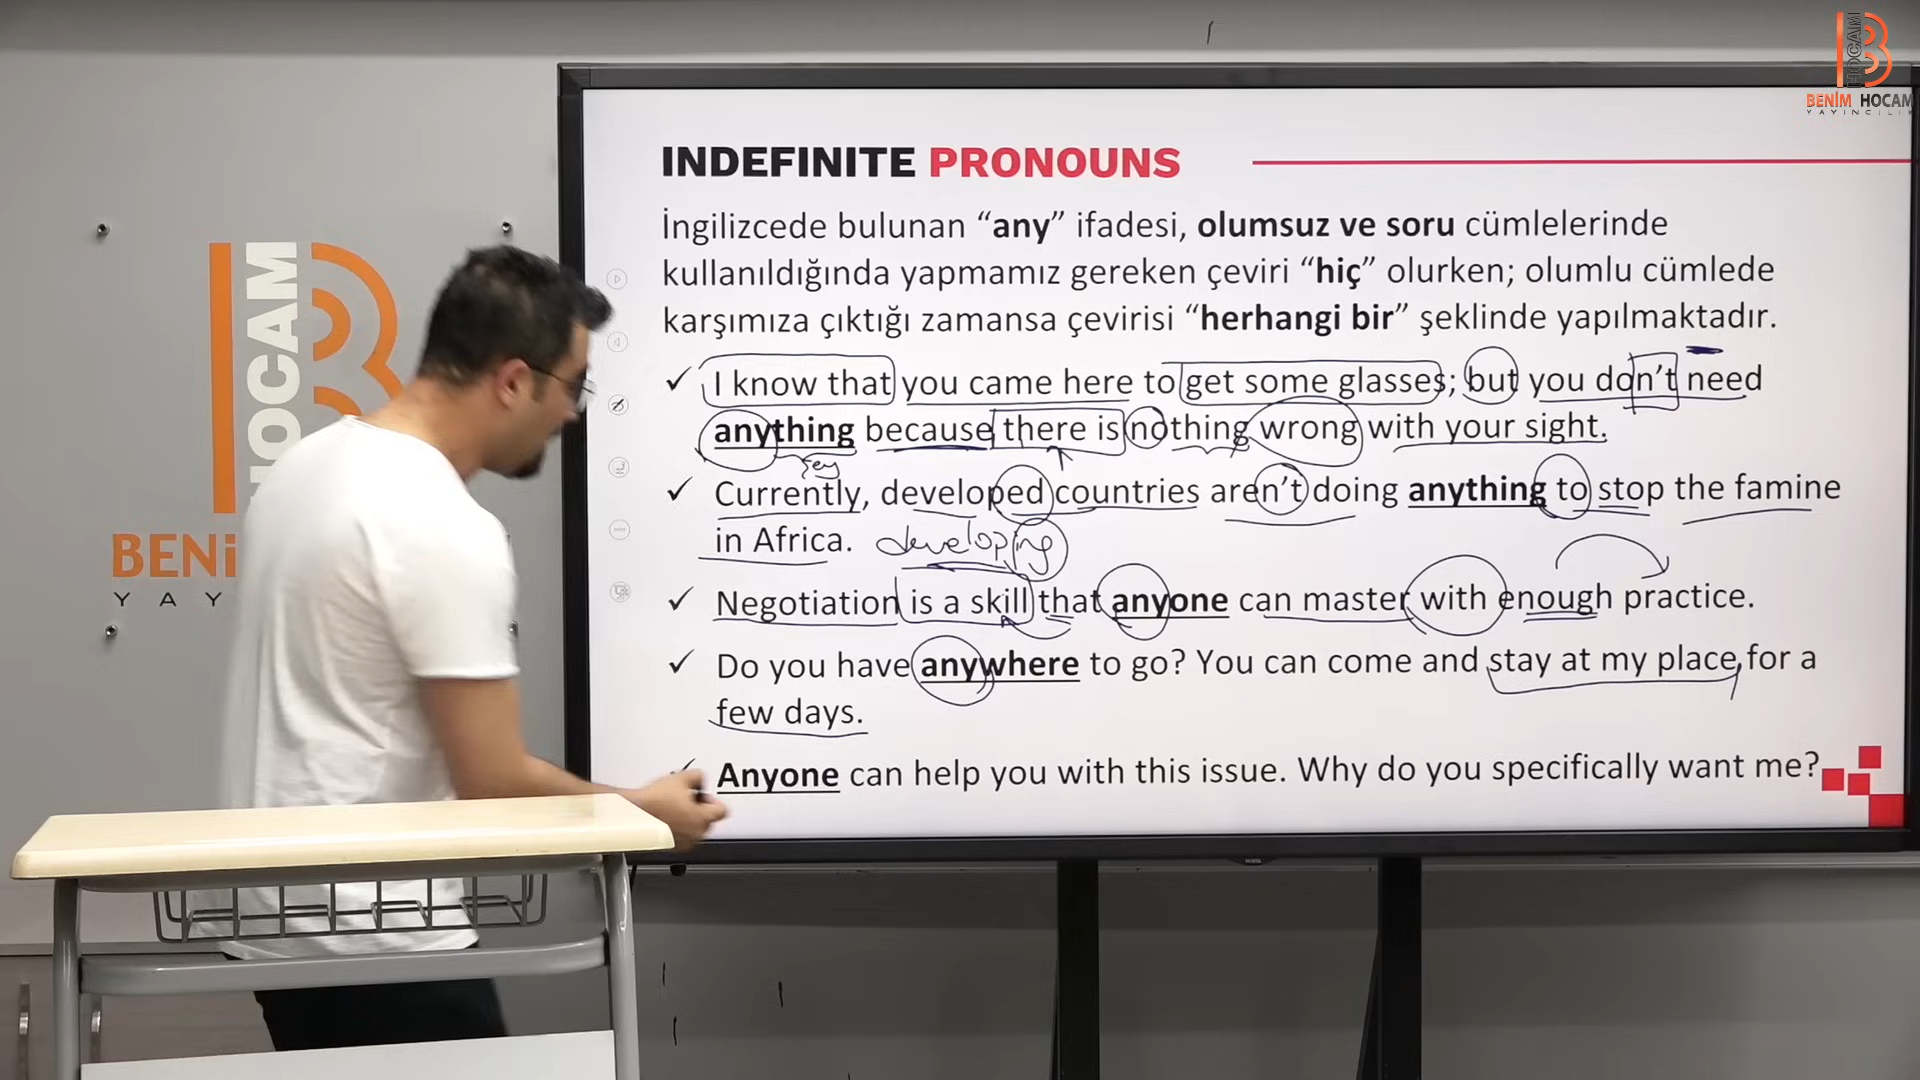 HOCAM
BENİM HOCAM
YAYINCILIK
INDEFINITE PRONOUNS
İngilizcede bulunan “any” ifadesi, olumsuz ve soru cümlelerinde
kullanıldığında yapmamız gereken çeviri “hiç” olurken; olumlu cümlede
karşımıza çıktığı zamansa çevirisi “herhangi bir” şeklinde yapılmaktadır.
✓ I know that you came here to get some glasses; but you don’t need
anything because there is nothing wrong with your sight.
şey
✓ Currently, developed countries aren’t doing anything to stop the famine
in Africa. developing
✓ Negotiation is a skill that anyone can master with enough practice.
✓ Do you have anywhere to go? You can come and stay at my place for a
few days.
✓ Anyone can help you with this issue. Why do you specifically want me?
HOCAM
HOCAM
BENi
YAY